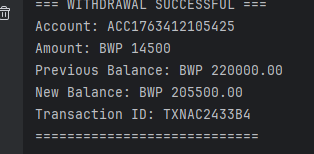 === WITHDRAWAL SUCCESSFUL ===
Account: ACC1763412105425
Amount: BWP 14500
Previous Balance: BWP 220000.00
New Balance: BWP 205500.00
Transaction ID: TXNAC2433B4
============================